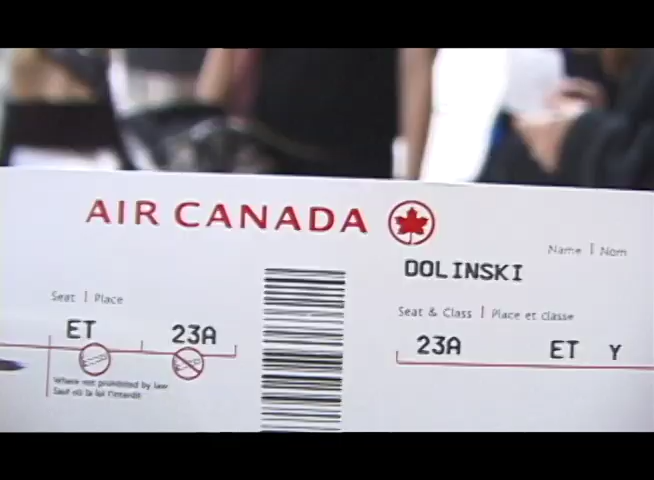 AIR CANADA
Name | Nom
DOLINSKI
Seat | Place
Seat & Class | Place et classe
ET 23A
23A ET Y
Where not prohibited by law
Sauf où la loi l'interdit